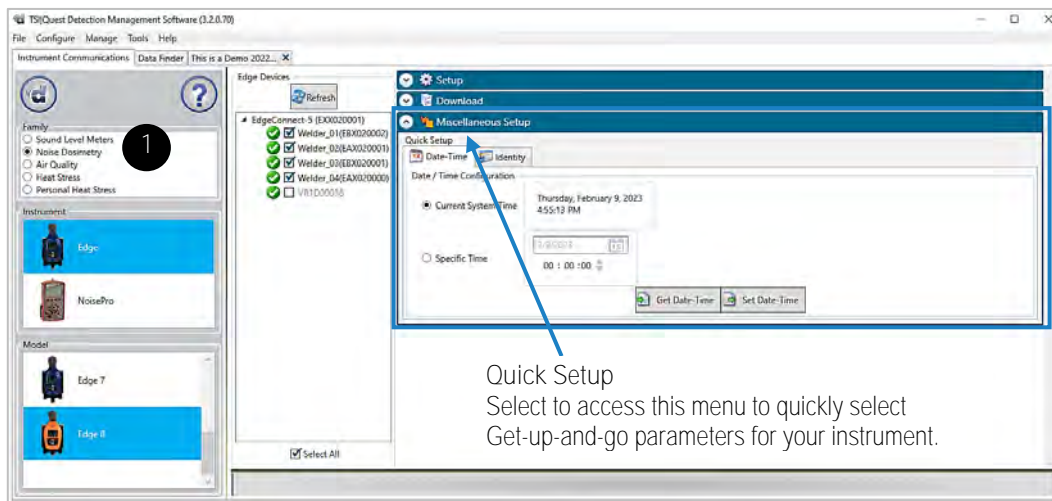 TSI|Quest Detection Management Software (3.2.0.70)
File Configure Manage Tools Help
Instrument Communications Data Finder This is a Demo 2022...
Family
Sound Level Meters
Noise Dosimetry
Air Quality
Heat Stress
Personal Heat Stress
1
Instrument
Edge
NoisePro
Model
Edge 7
Edge 8
Edge Devices
Refresh
EdgeConnect-5 (EXX020001)
Welder_01(EBX020002)
Welder_02(EAX020001)
Welder_03(EBX020001)
Welder_04(EAX020000)
Select All
Setup
Download
Miscellaneous Setup
Quick Setup
Date-Time Identity
Date / Time Configuration
Current System Time
Thursday, February 9, 2023
4:55:13 PM
Specific Time
00 : 00 :00
Get Date-Time Set Date-Time
Quick Setup
Select to access this menu to quickly select
Get-up-and-go parameters for your instrument.